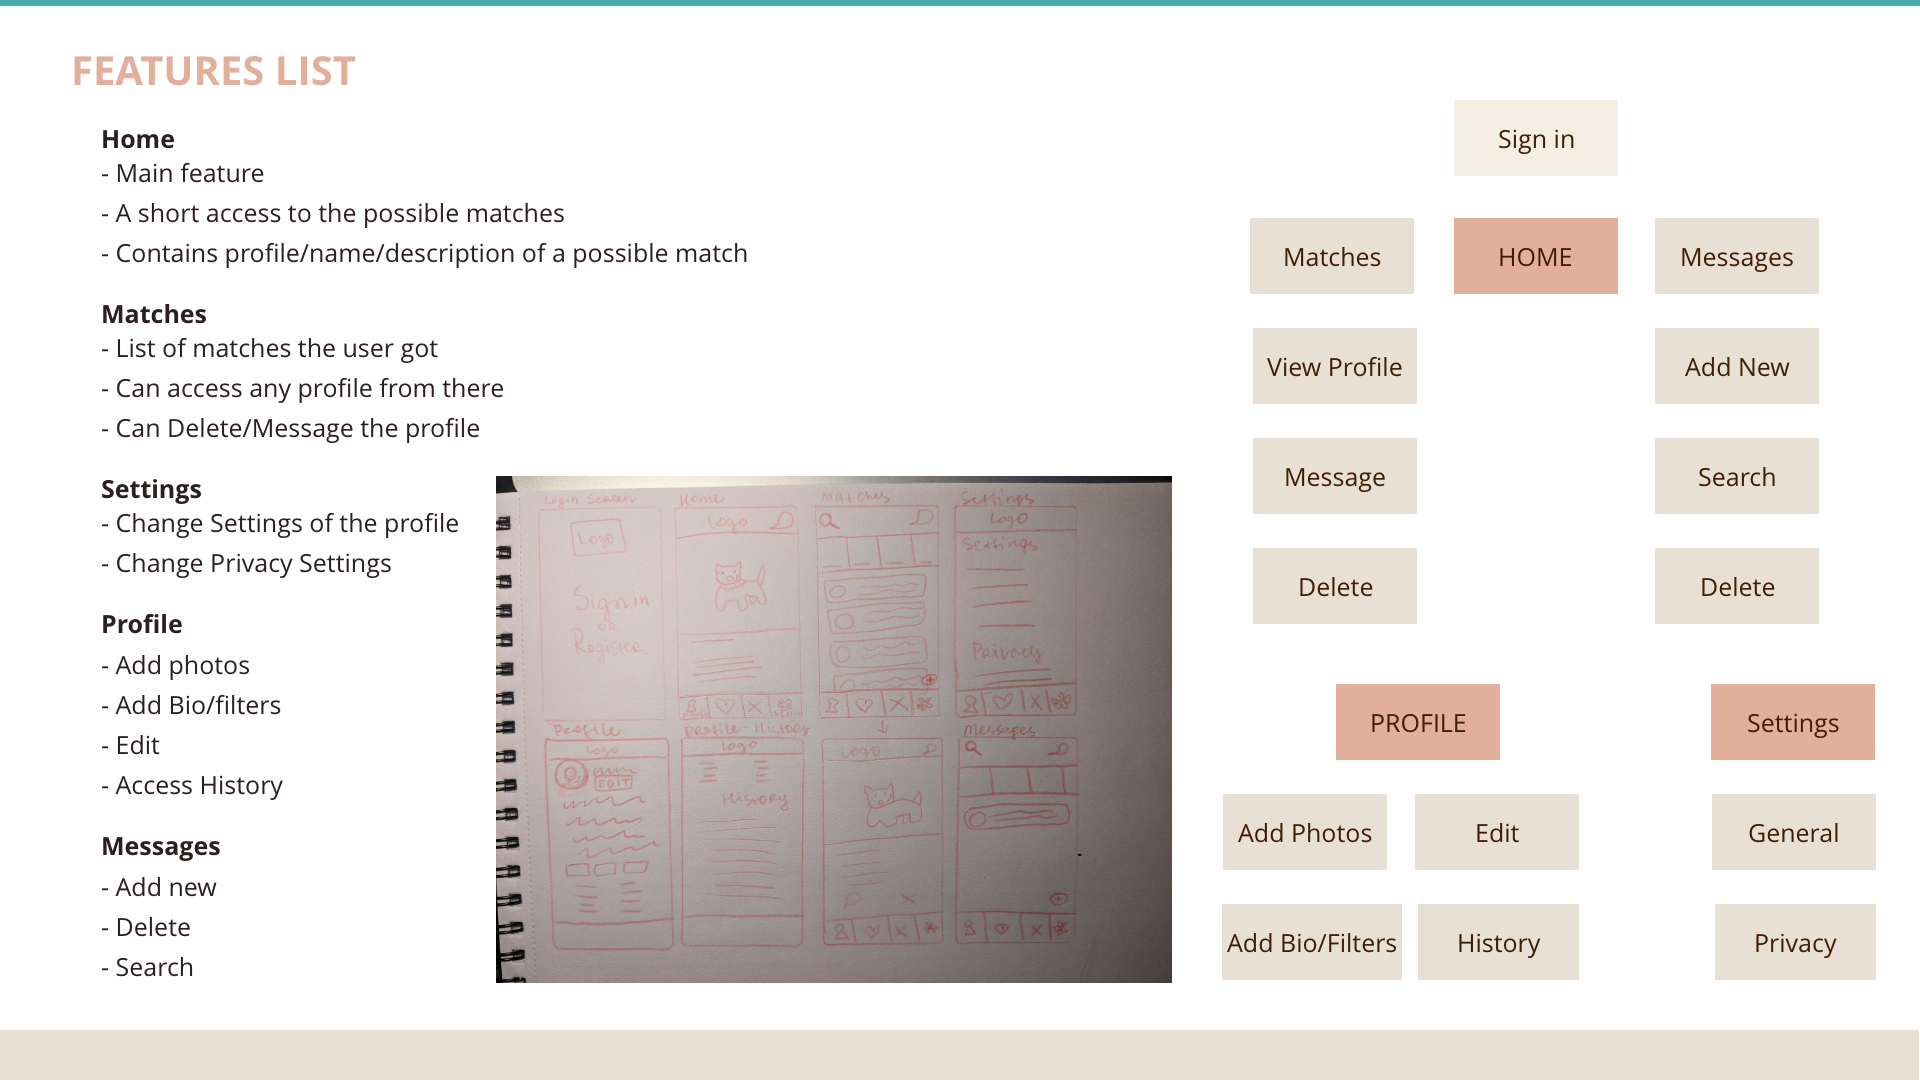 FEATURES LIST
Home
- Main feature
- A short access to the possible matches
- Contains profile/name/description of a possible match
Matches
- List of matches the user got
- Can access any profile from there
- Can Delete/Message the profile
Settings
- Change Settings of the profile
- Change Privacy Settings
Profile
- Add photos
- Add Bio/filters
- Edit
- Access History
Messages
- Add new
- Delete
- Search
Login Screen
Home
Matches
Settings
Logo
Logo
Logo
Settings
Sign in
or
Register
Privacy
Profile
Profile-History
Messages
Logo
Logo
Logo
EDIT
History
Sign in
Matches
HOME
Messages
View Profile
Add New
Message
Search
Delete
Delete
PROFILE
Settings
Add Photos
Edit
General
Add Bio/Filters
History
Privacy